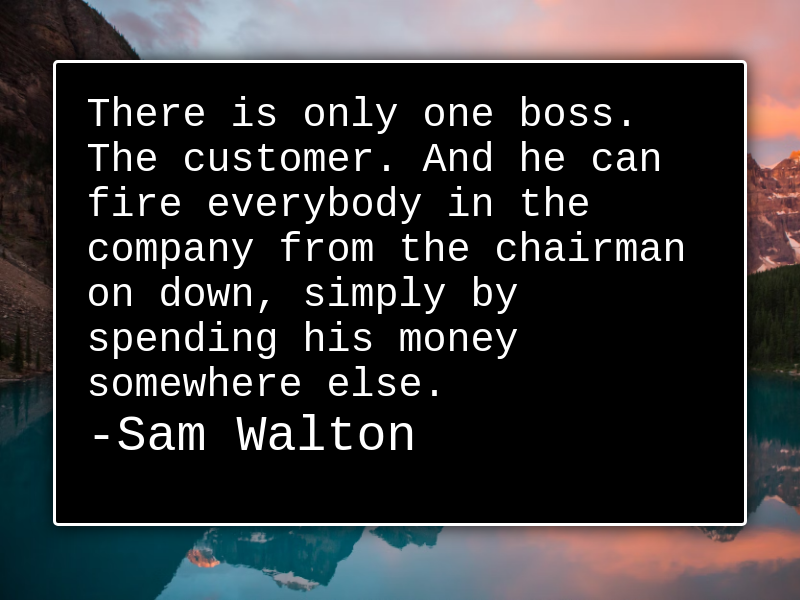 There is only one boss.
The customer. And he can
fire everybody in the
company from the chairman
on down, simply by
spending his money
somewhere else.
-Sam Walton